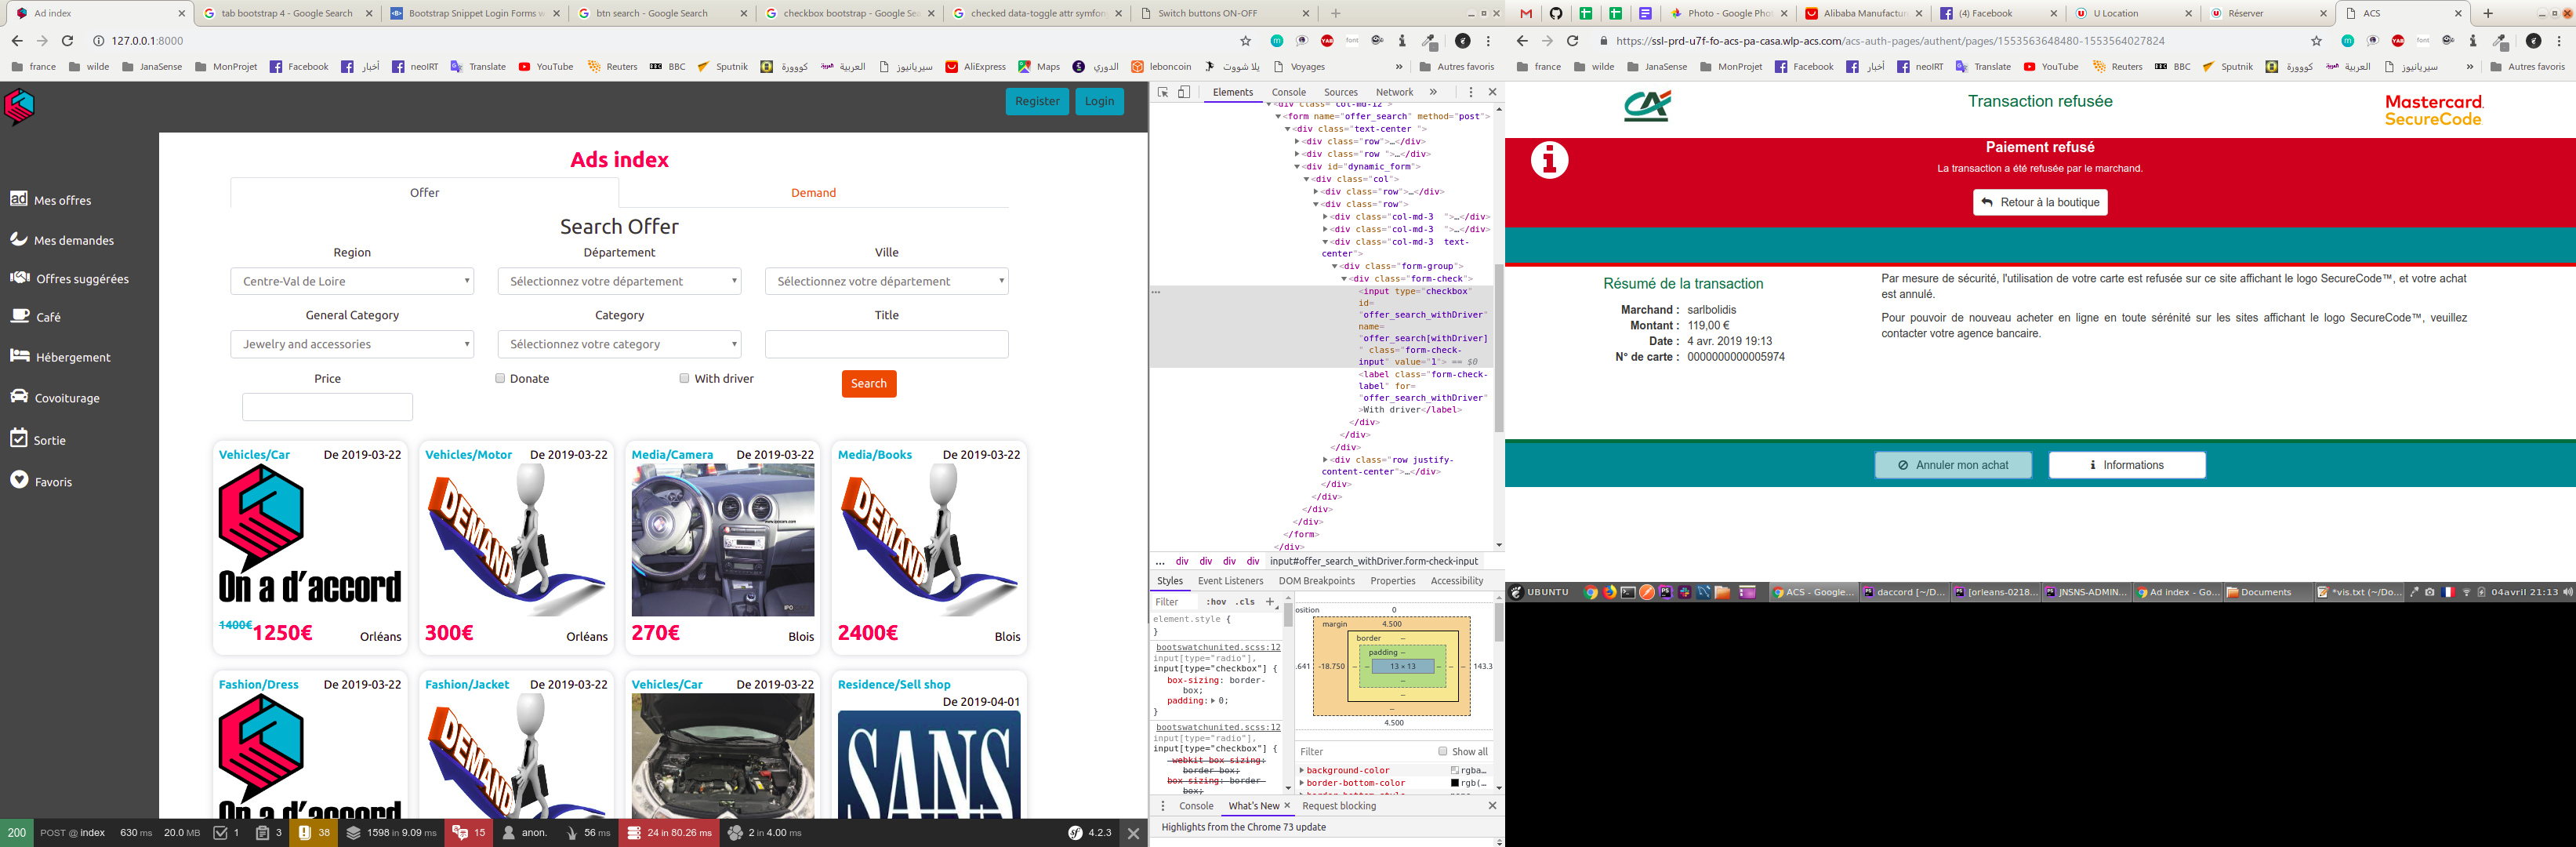 Ad index
tab bootstrap 4 - Google Search
Bootstrap Snippet Login Forms w
btn search - Google Search
checkbox bootstrap - Google Sea
checked data-toggle attr symfon
Switch buttons ON-OFF
127.0.0.1:8000
france
wilde
JanaSense
MonProjet
Facebook
أخبار
neoIRT
Translate
YouTube
Reuters
BBC
Sputnik
كووورة
العربية
سيريانيوز
AliExpress
Maps
الدوري
leboncoin
يلا شووت
Voyages
Autres favoris
Register
Login
Mes offres
Mes demandes
Offres suggérées
Café
Hébergement
Covoiturage
Sortie
Favoris
Ads index
Offer
Demand
Search Offer
Region
Département
Ville
Centre-Val de Loire
Sélectionnez votre département
Sélectionnez votre département
General Category
Category
Title
Jewelry and accessories
Sélectionnez votre category
Price
Donate
With driver
Search
Vehicles/Car De 2019-03-22
On a d'accord
1400€ 1250€ Orléans
Vehicles/Motor De 2019-03-22
DEMAND
300€ Orléans
Media/Camera De 2019-03-22
270€ Blois
Media/Books De 2019-03-22
DEMAND
2400€ Blois
Fashion/Dress De 2019-03-22
On a d'accord
Fashion/Jacket De 2019-03-22
DEMAND
Vehicles/Car De 2019-03-22
Residence/Sell shop
De 2019-04-01
SANS
200 POST @ index 630 ms 20.0 MB 1 3 38 1598 in 9.09 ms 15 anon. 56 ms 24 in 80.26 ms 2 in 4.00 ms 4.2.3
Elements Console Sources Network
<div class="col-md-12">
<form name="offer_search" method="post">
<div class="text-center ">
<div class="row">…</div>
<div class="row ">…</div>
<div id="dynamic_form">
<div class="col">
<div class="row">…</div>
<div class="row">
<div class="col-md-3 ">…</div>
<div class="col-md-3 ">…</div>
<div class="col-md-3 text-
center">
<div class="form-group">
<div class="form-check">
<input type="checkbox"
id=
"offer_search_withDriver"
name=
"offer_search[withDriver]
" class="form-check-
input" value="1"> == $0
<label class="form-check-
label" for=
"offer_search_withDriver"
>With driver</label>
</div>
</div>
</div>
<div class="row justify-
content-center">…</div>
</div>
</div>
</div>
</div>
</form>
</div>
... div div div div input#offer_search_withDriver.form-check-input
Styles Event Listeners DOM Breakpoints Properties Accessibility
Filter :hov .cls +
element.style {
}
bootswatchunited.scss:12
input[type="radio"],
input[type="checkbox"] {
box-sizing: border-
box;
padding: 0;
}
bootswatchunited.scss:12
input[type="radio"],
input[type="checkbox"] {
-webkit-box-sizing:
border-box;
box-sizing: border-
box;
osition 0
margin 4.500
border –
padding –
.641 -18.750 – – 13 × 13 – – 143.3
–
–
–
4.500
Filter Show all
background-color rgba…
border-bottom-color rgb(…
Console What's New Request blocking
Highlights from the Chrome 73 update
Photo - Google Phot
Alibaba Manufactur
(4) Facebook
U Location
Réserver
ACS
https://ssl-prd-u7f-fo-acs-pa-casa.wlp-acs.com/acs-auth-pages/authent/pages/1553563648480-1553564027824
france
wilde
JanaSense
MonProjet
Facebook
أخبار
neoIRT
Translate
YouTube
Reuters
BBC
Sputnik
كووورة
العربية
سيريانيوز
Autres favoris
CA
Transaction refusée
Mastercard.
SecureCode
Paiement refusé
La transaction a été refusée par le marchand.
Retour à la boutique
Résumé de la transaction
Marchand : sarlbolidis
Montant : 119,00 €
Date : 4 avr. 2019 19:13
N° de carte : 0000000000005974
Par mesure de sécurité, l'utilisation de votre carte est refusée sur ce site affichant le logo SecureCode™, et votre achat
est annulé.
Pour pouvoir de nouveau acheter en ligne en toute sérénité sur les sites affichant le logo SecureCode™, veuillez
contacter votre agence bancaire.
Annuler mon achat
Informations
UBUNTU
ACS - Google...
daccord [~/D...
[orleans-0218...
JNSNS-ADMIN...
Ad index - Go...
Documents
*vis.txt (~/Do...
04avril 21:13